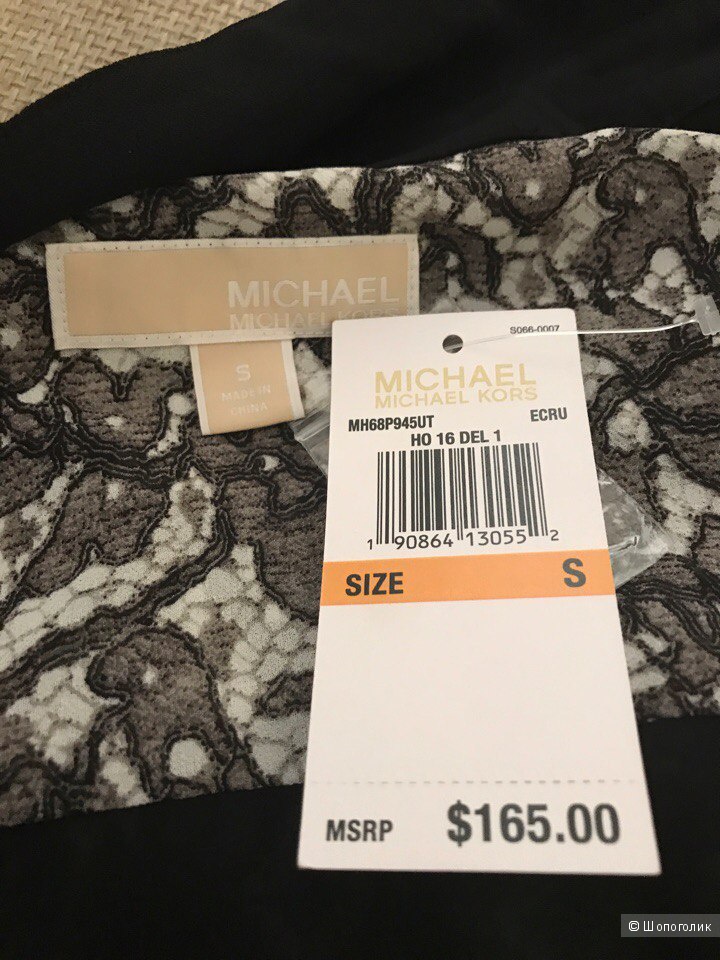 MICHAEL
MICHAEL KORS
S
MADE IN
CHINA
S066-0007
MICHAEL
MICHAEL KORS
MH68P945UT ECRU
HO 16 DEL 1
1 90864 13055 2
SIZE S
MSRP $165.00
© Шопоголик